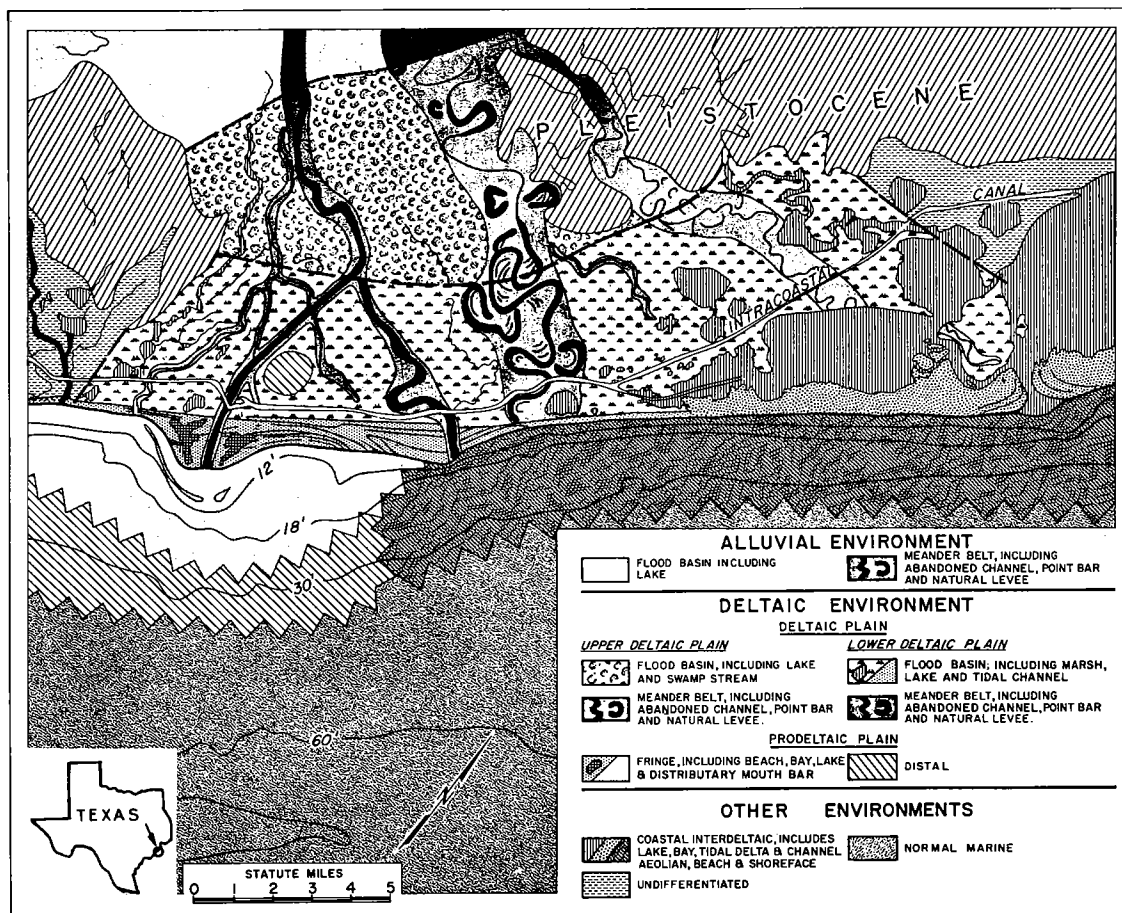 PLEISTOCENE
CANAL
INTRACOASTAL
12'
18'
30'
60'
N
TEXAS
STATUTE MILES
0 1 2 3 4 5
ALLUVIAL ENVIRONMENT
FLOOD BASIN INCLUDING
LAKE
MEANDER BELT, INCLUDING
ABANDONED CHANNEL, POINT BAR
AND NATURAL LEVEE
DELTAIC ENVIRONMENT
DELTAIC PLAIN
UPPER DELTAIC PLAIN
FLOOD BASIN, INCLUDING LAKE
AND SWAMP STREAM
MEANDER BELT, INCLUDING
ABANDONED CHANNEL, POINT BAR
AND NATURAL LEVEE.
LOWER DELTAIC PLAIN
FLOOD BASIN; INCLUDING MARSH,
LAKE AND TIDAL CHANNEL
MEANDER BELT, INCLUDING
ABANDONED CHANNEL, POINT BAR
AND NATURAL LEVEE
PRODELTAIC PLAIN
FRINGE, INCLUDING BEACH, BAY, LAKE
& DISTRIBUTARY MOUTH BAR
DISTAL
OTHER ENVIRONMENTS
COASTAL INTERDELTAIC, INCLUDES
LAKE, BAY, TIDAL DELTA & CHANNEL
AEOLIAN, BEACH & SHOREFACE
NORMAL MARINE
UNDIFFERENTIATED